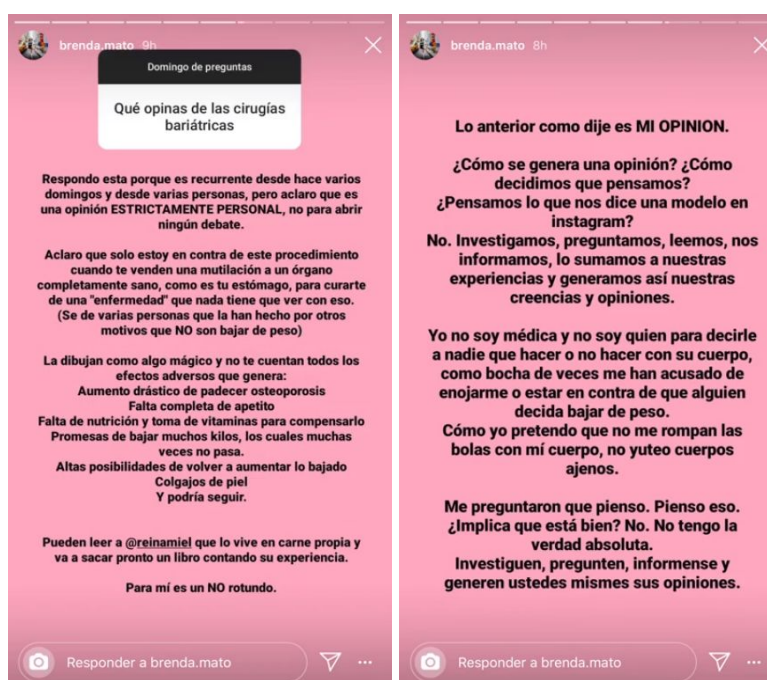 brenda.mato 9h
Domingo de preguntas
Qué opinas de las cirugías
bariátricas
Respondo esta porque es recurrente desde hace varios
domingos y desde varias personas, pero aclaro que es
una opinión ESTRICTAMENTE PERSONAL, no para abrir
ningún debate.
Aclaro que solo estoy en contra de este procedimiento
cuando te venden una mutilación a un órgano
completamente sano, como es tu estómago, para curarte
de una "enfermedad" que nada tiene que ver con eso.
(Se de varias personas que la han hecho por otros
motivos que NO son bajar de peso)
La dibujan como algo mágico y no te cuentan todos los
efectos adversos que genera:
Aumento drástico de padecer osteoporosis
Falta completa de apetito
Falta de nutrición y toma de vitaminas para compensarlo
Promesas de bajar muchos kilos, los cuales muchas
veces no pasa.
Altas posibilidades de volver a aumentar lo bajado
Colgajos de piel
Y podría seguir.
Pueden leer a @reinamiel que lo vive en carne propia y
va a sacar pronto un libro contando su experiencia.
Para mí es un NO rotundo.
Responder a brenda.mato
brenda.mato 8h
Lo anterior como dije es MI OPINION.
¿Cómo se genera una opinión? ¿Cómo
decidimos que pensamos?
¿Pensamos lo que nos dice una modelo en
instagram?
No. Investigamos, preguntamos, leemos, nos
informamos, lo sumamos a nuestras
experiencias y generamos así nuestras
creencias y opiniones.
Yo no soy médica y no soy quien para decirle
a nadie que hacer o no hacer con su cuerpo,
como bocha de veces me han acusado de
enojarme o estar en contra de que alguien
decida bajar de peso.
Cómo yo pretendo que no me rompan las
bolas con mí cuerpo, no yuteo cuerpos
ajenos.
Me preguntaron que pienso. Pienso eso.
¿Implica que está bien? No. No tengo la
verdad absoluta.
Investiguen, pregunten, informense y
generen ustedes mismes sus opiniones.
Responder a brenda.mato